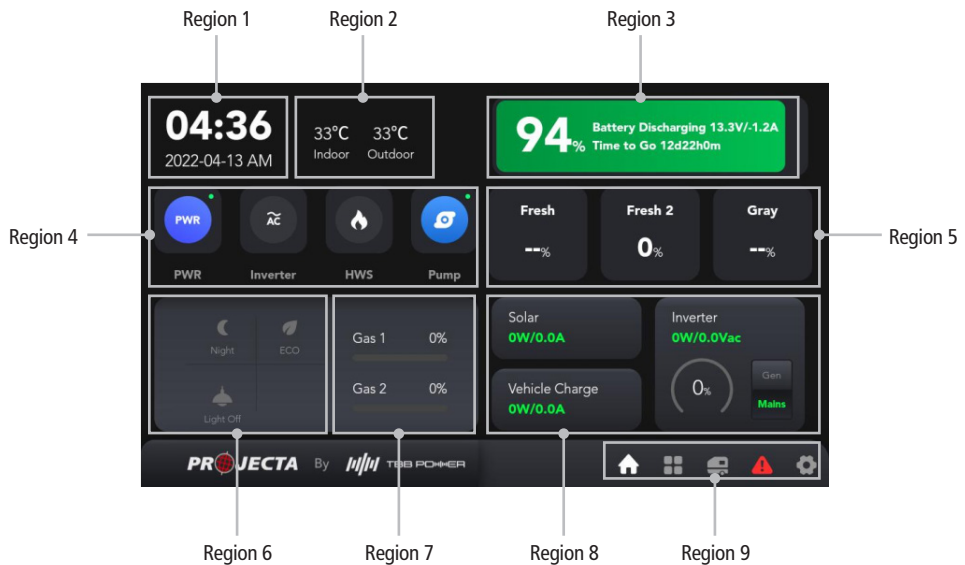 Region 1
Region 2
Region 3
04:36
2022-04-13 AM
33°C 33°C
Indoor Outdoor
94%
Battery Discharging 13.3V/-1.2A
Time to Go 12d22h0m
Region 4
PWR
AC
PWR Inverter HWS Pump
Fresh Fresh 2 Gray
--% 0% --%
Region 5
Night ECO
Light Off
Gas 1 0%
Gas 2 0%
Solar
0W/0.0A
Vehicle Charge
0W/0.0A
Inverter
0W/0.0Vac
0%
Gen
Mains
PROJECTA By TBB POWER
Region 6 Region 7 Region 8 Region 9